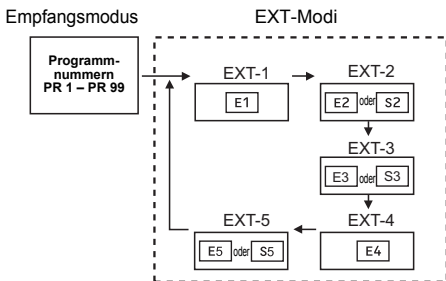 Empfangsmodus
EXT-Modi
Programm-
nummern
PR 1 – PR 99
EXT-1
E1
EXT-2
E2 oder S2
EXT-3
E3 oder S3
EXT-4
E4
EXT-5
E5 oder S5